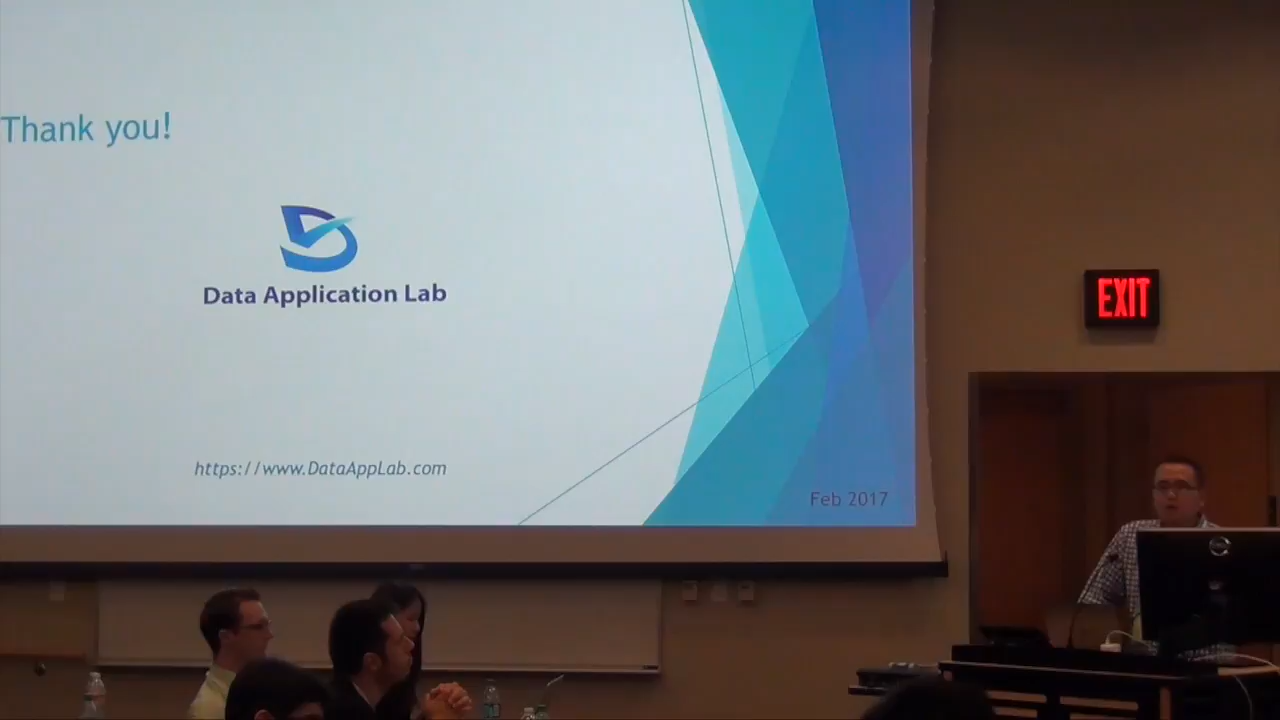 Thank you!
Data Application Lab
https://www.DataAppLab.com
Feb 2017
EXIT